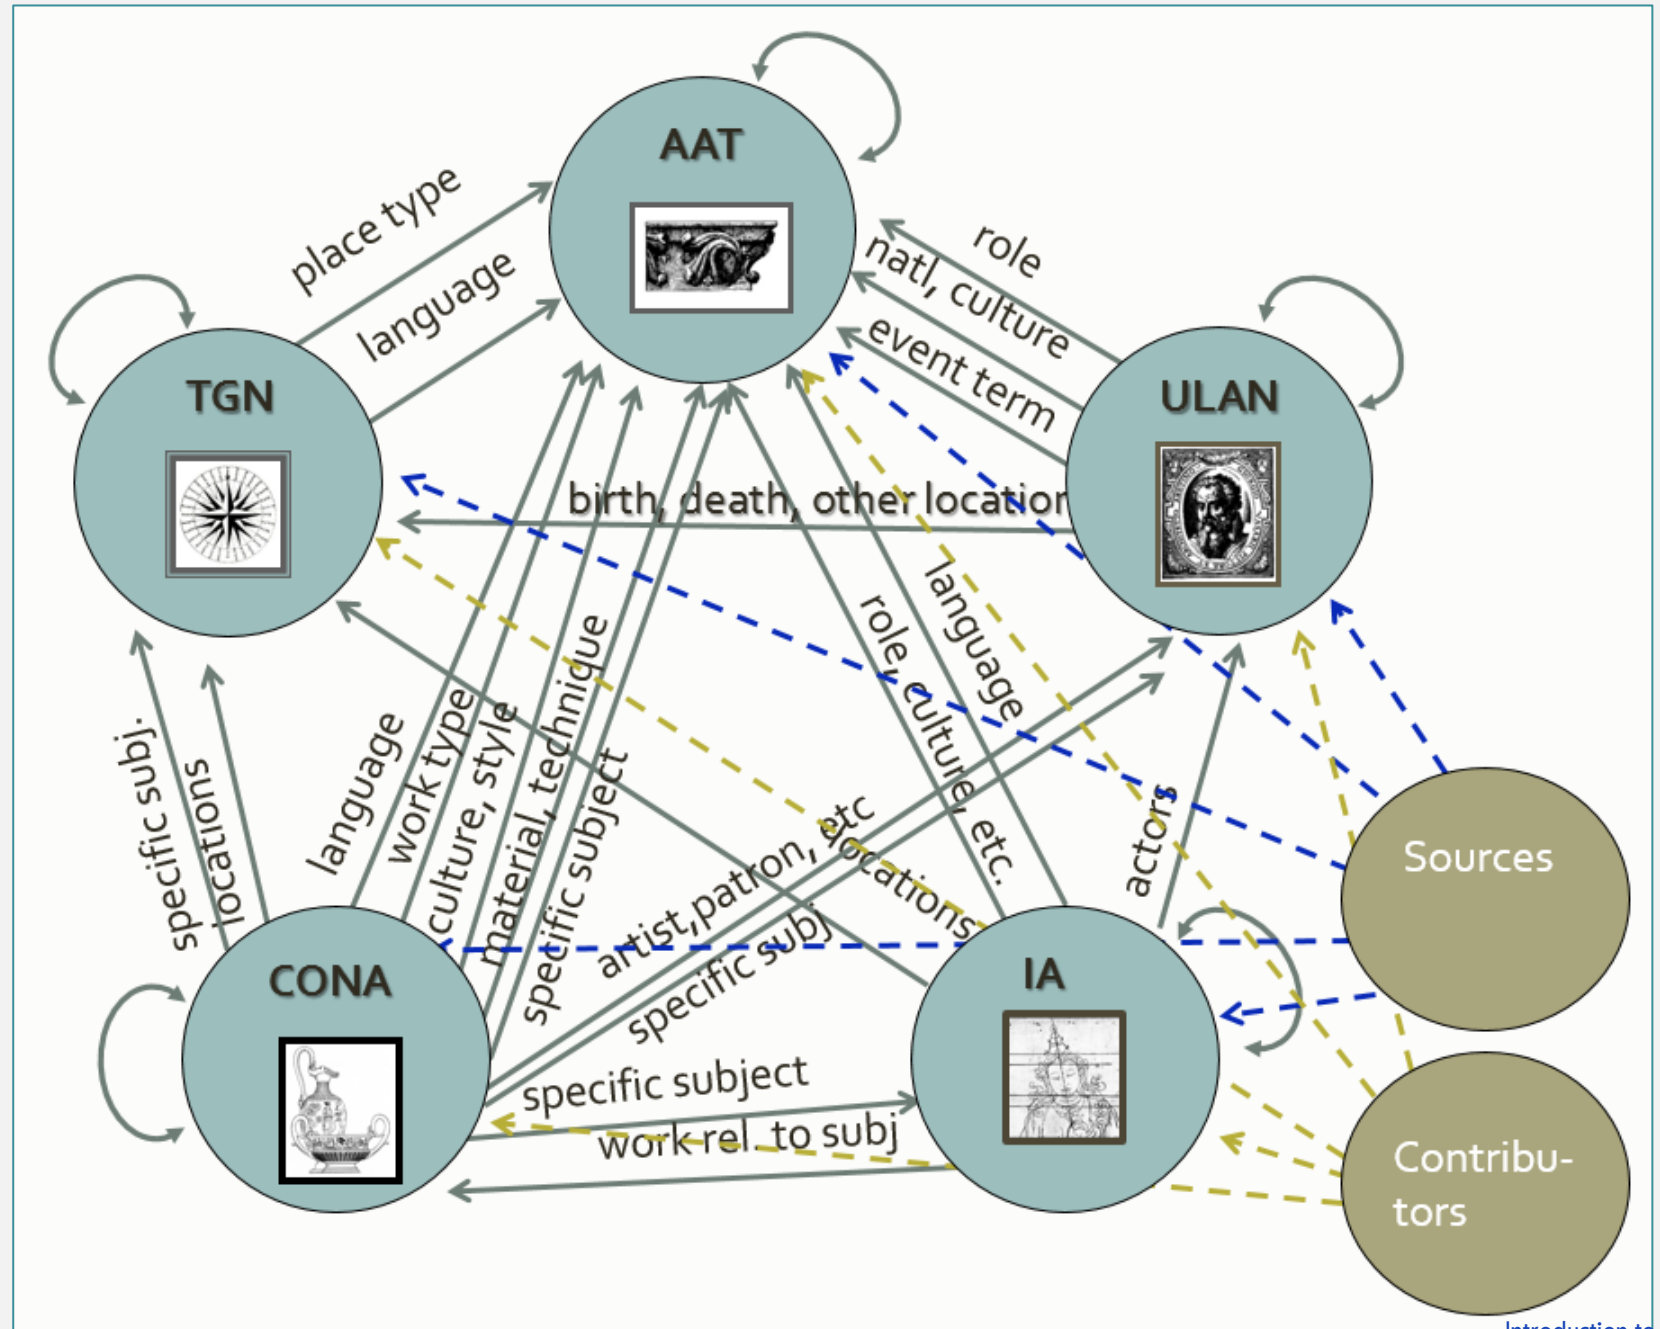 AAT
place type
role
natl, culture
language
event term
TGN
ULAN
birth, death, other location
language
role, culture, etc.
specific subj.
locations
language
work type
culture, style
material, technique
specific subject
artist,patron, etc
locations
actors
specific subj
Sources
CONA
IA
specific subject
work rel. to subj
Contribu-
tors
Introduction to